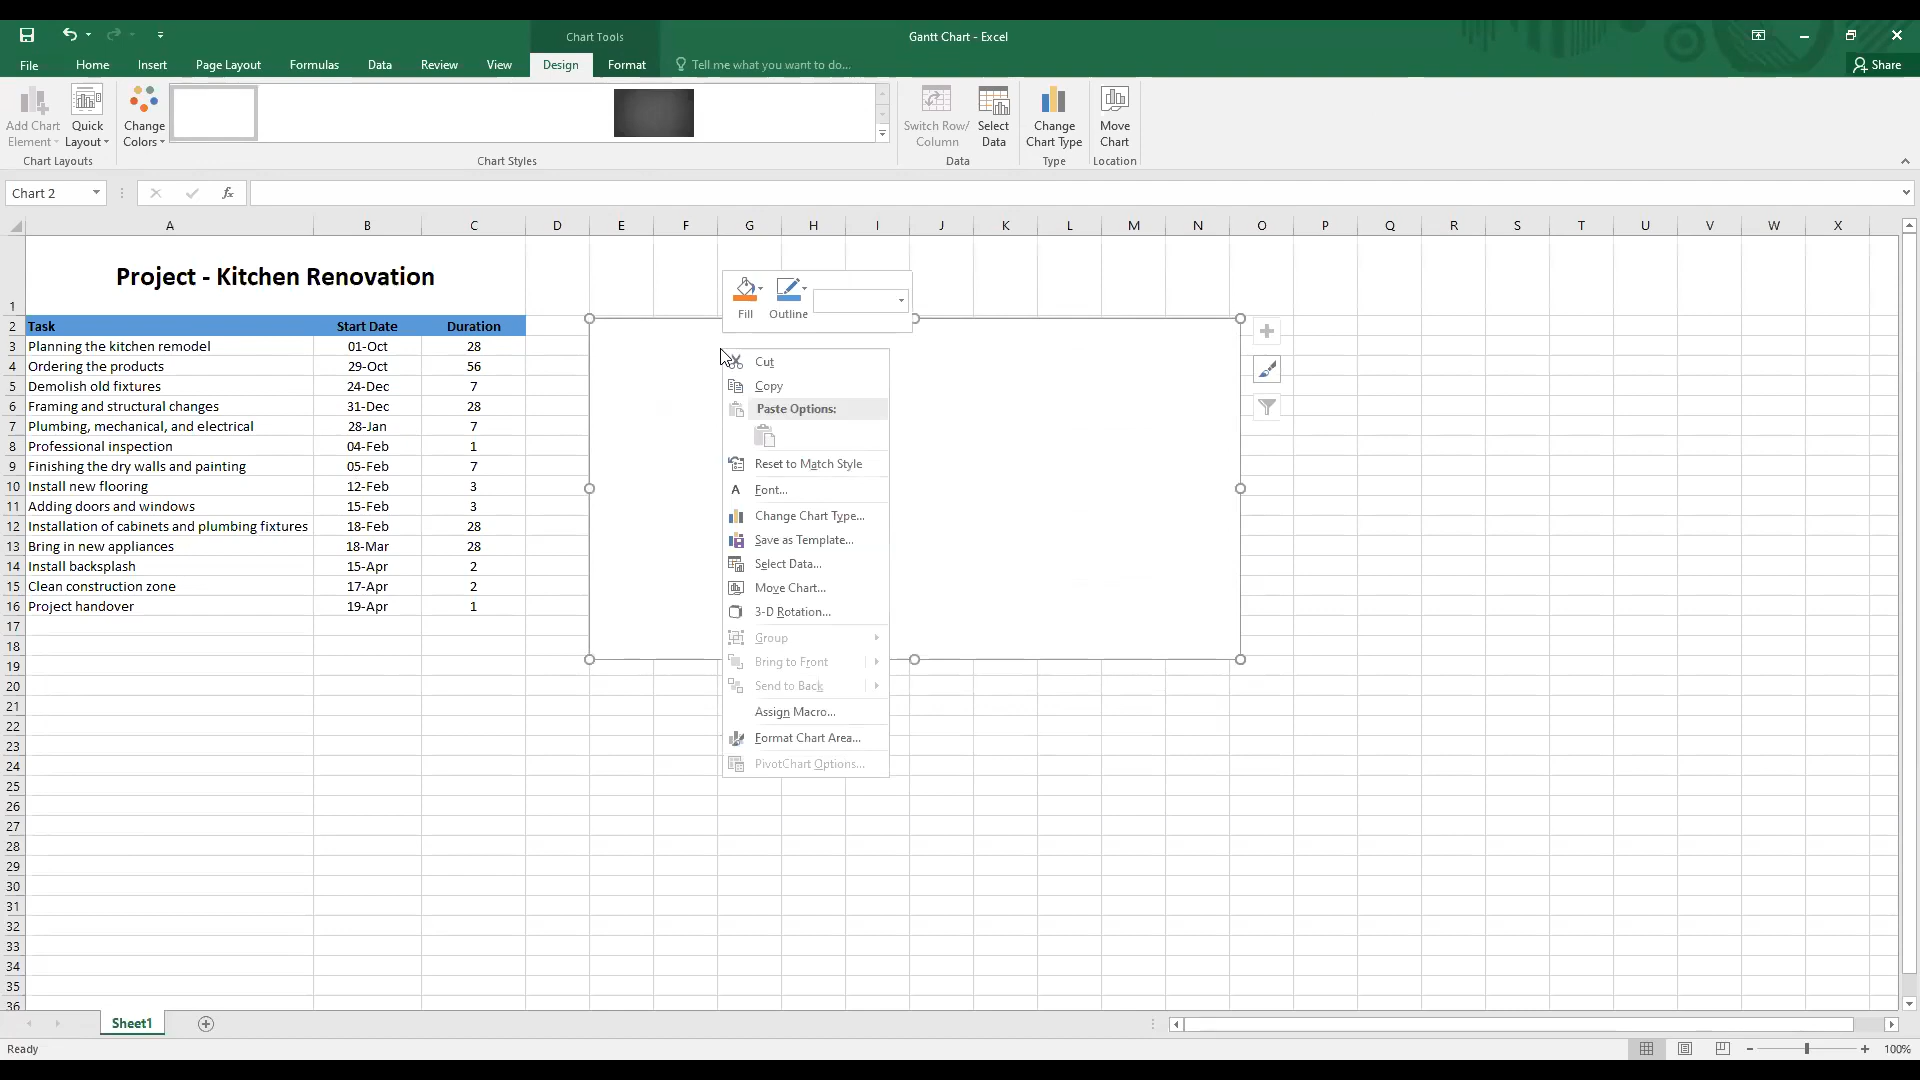 Chart Tools
Gantt Chart - Excel
File Home Insert Page Layout Formulas Data Review View Design Format Tell me what you want to do... Share
Add Chart Element
Quick Layout
Change Colors
Switch Row/ Column
Select Data
Change Chart Type
Move Chart
Chart Layouts Chart Styles Data Type Location
Chart 2 fx
A B C D E F G H I J K L M N O P Q R S T U V W X
1 Project - Kitchen Renovation
2 Task Start Date Duration
3 Planning the kitchen remodel 01-Oct 28
4 Ordering the products 29-Oct 56
5 Demolish old fixtures 24-Dec 7
6 Framing and structural changes 31-Dec 28
7 Plumbing, mechanical, and electrical 28-Jan 7
8 Professional inspection 04-Feb 1
9 Finishing the dry walls and painting 05-Feb 7
10 Install new flooring 12-Feb 3
11 Adding doors and windows 15-Feb 3
12 Installation of cabinets and plumbing fixtures 18-Feb 28
13 Bring in new appliances 18-Mar 28
14 Install backsplash 15-Apr 2
15 Clean construction zone 17-Apr 2
16 Project handover 19-Apr 1
17
18
19
20
21
22
23
24
25
26
27
28
29
30
31
32
33
34
35
36
Fill Outline
Cut
Copy
Paste Options:
Reset to Match Style
A Font...
Change Chart Type...
Save as Template...
Select Data...
Move Chart...
3-D Rotation...
Group
Bring to Front
Send to Back
Assign Macro...
Format Chart Area...
PivotChart Options...
Sheet1
Ready 100%